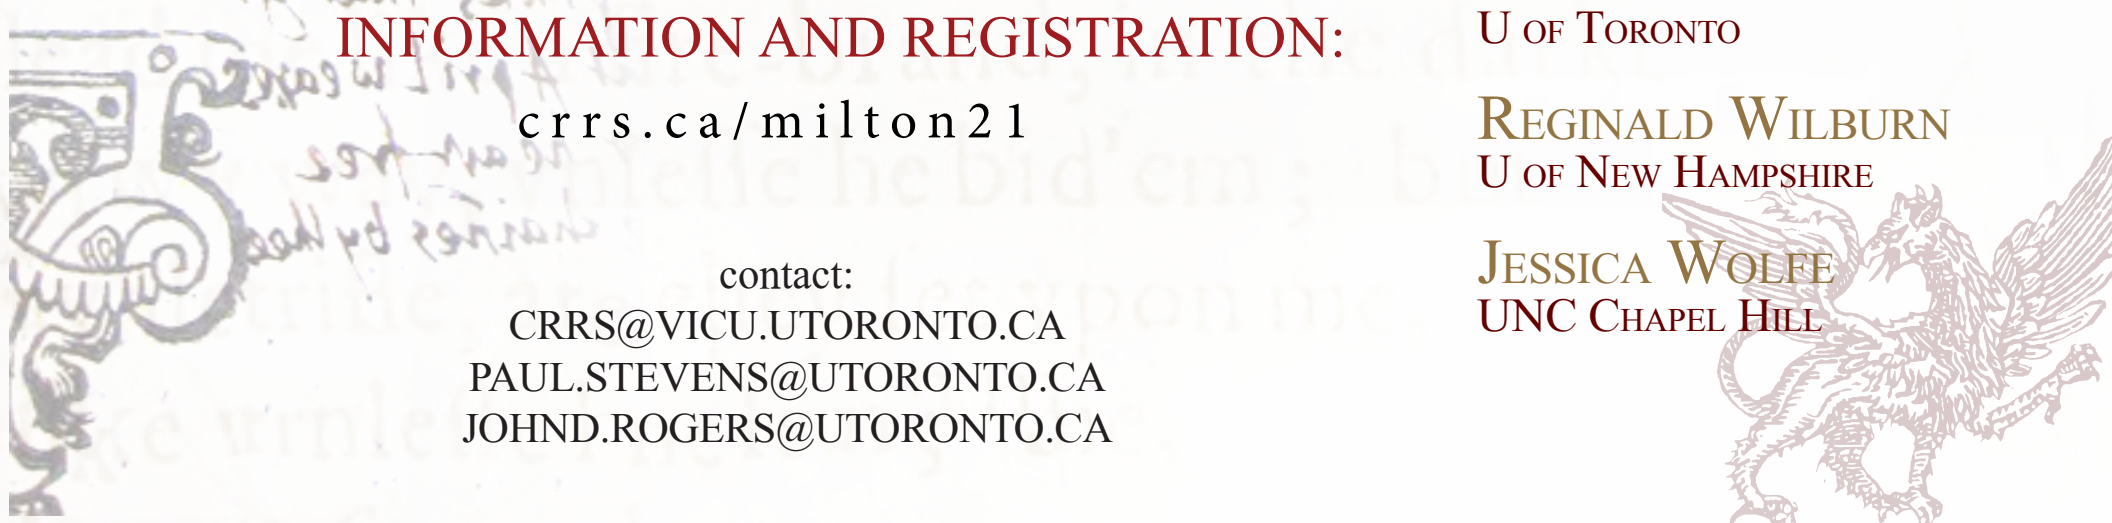 INFORMATION AND REGISTRATION:
crrs.ca/milton21
contact:
CRRS@VICU.UTORONTO.CA
PAUL.STEVENS@UTORONTO.CA
JOHND.ROGERS@UTORONTO.CA
U OF TORONTO
REGINALD WILBURN
U OF NEW HAMPSHIRE
JESSICA WOLFE
UNC CHAPEL HILL